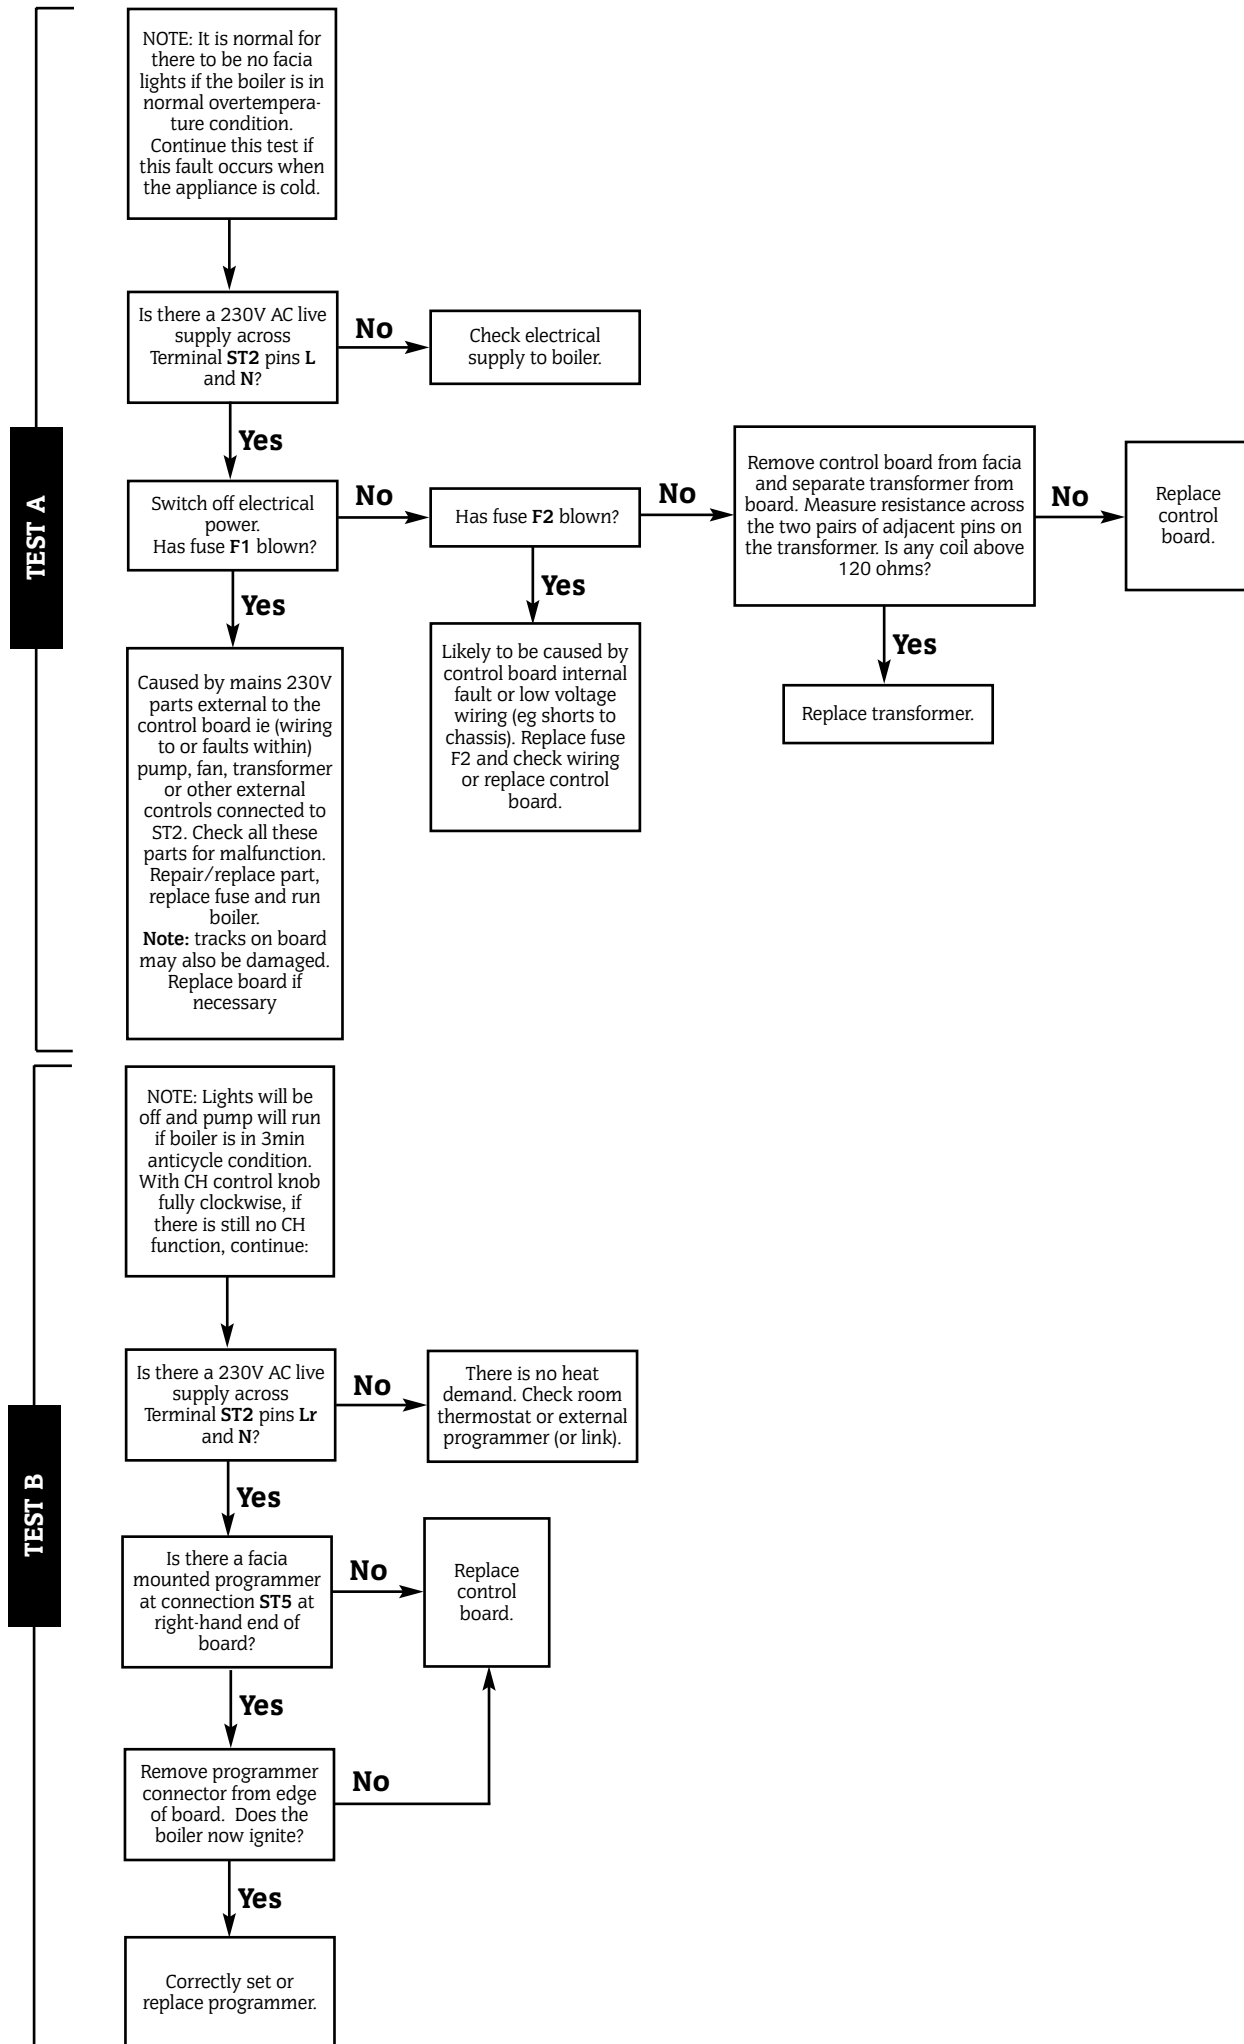 TEST A
NOTE: It is normal for
there to be no facia
lights if the boiler is in
normal overtempera-
ture condition.
Continue this test if
this fault occurs when
the appliance is cold.
Is there a 230V AC live
supply across
Terminal ST2 pins L
and N?
No
Check electrical
supply to boiler.
Yes
Switch off electrical
power.
Has fuse F1 blown?
No
Has fuse F2 blown?
No
Remove control board from facia
and separate transformer from
board. Measure resistance across
the two pairs of adjacent pins on
the transformer. Is any coil above
120 ohms?
No
Replace
control
board.
Yes
Yes
Yes
Caused by mains 230V
parts external to the
control board ie (wiring
to or faults within)
pump, fan, transformer
or other external
controls connected to
ST2. Check all these
parts for malfunction.
Repair/replace part,
replace fuse and run
boiler.
Note: tracks on board
may also be damaged.
Replace board if
necessary
Likely to be caused by
control board internal
fault or low voltage
wiring (eg shorts to
chassis). Replace fuse
F2 and check wiring
or replace control
board.
Replace transformer.
TEST B
NOTE: Lights will be
off and pump will run
if boiler is in 3min
anticycle condition.
With CH control knob
fully clockwise, if
there is still no CH
function, continue:
Is there a 230V AC live
supply across
Terminal ST2 pins Lr
and N?
No
There is no heat
demand. Check room
thermostat or external
programmer (or link).
Yes
Is there a facia
mounted programmer
at connection ST5 at
right-hand end of
board?
No
Replace
control
board.
Yes
Remove programmer
connector from edge
of board. Does the
boiler now ignite?
No
Yes
Correctly set or
replace programmer.